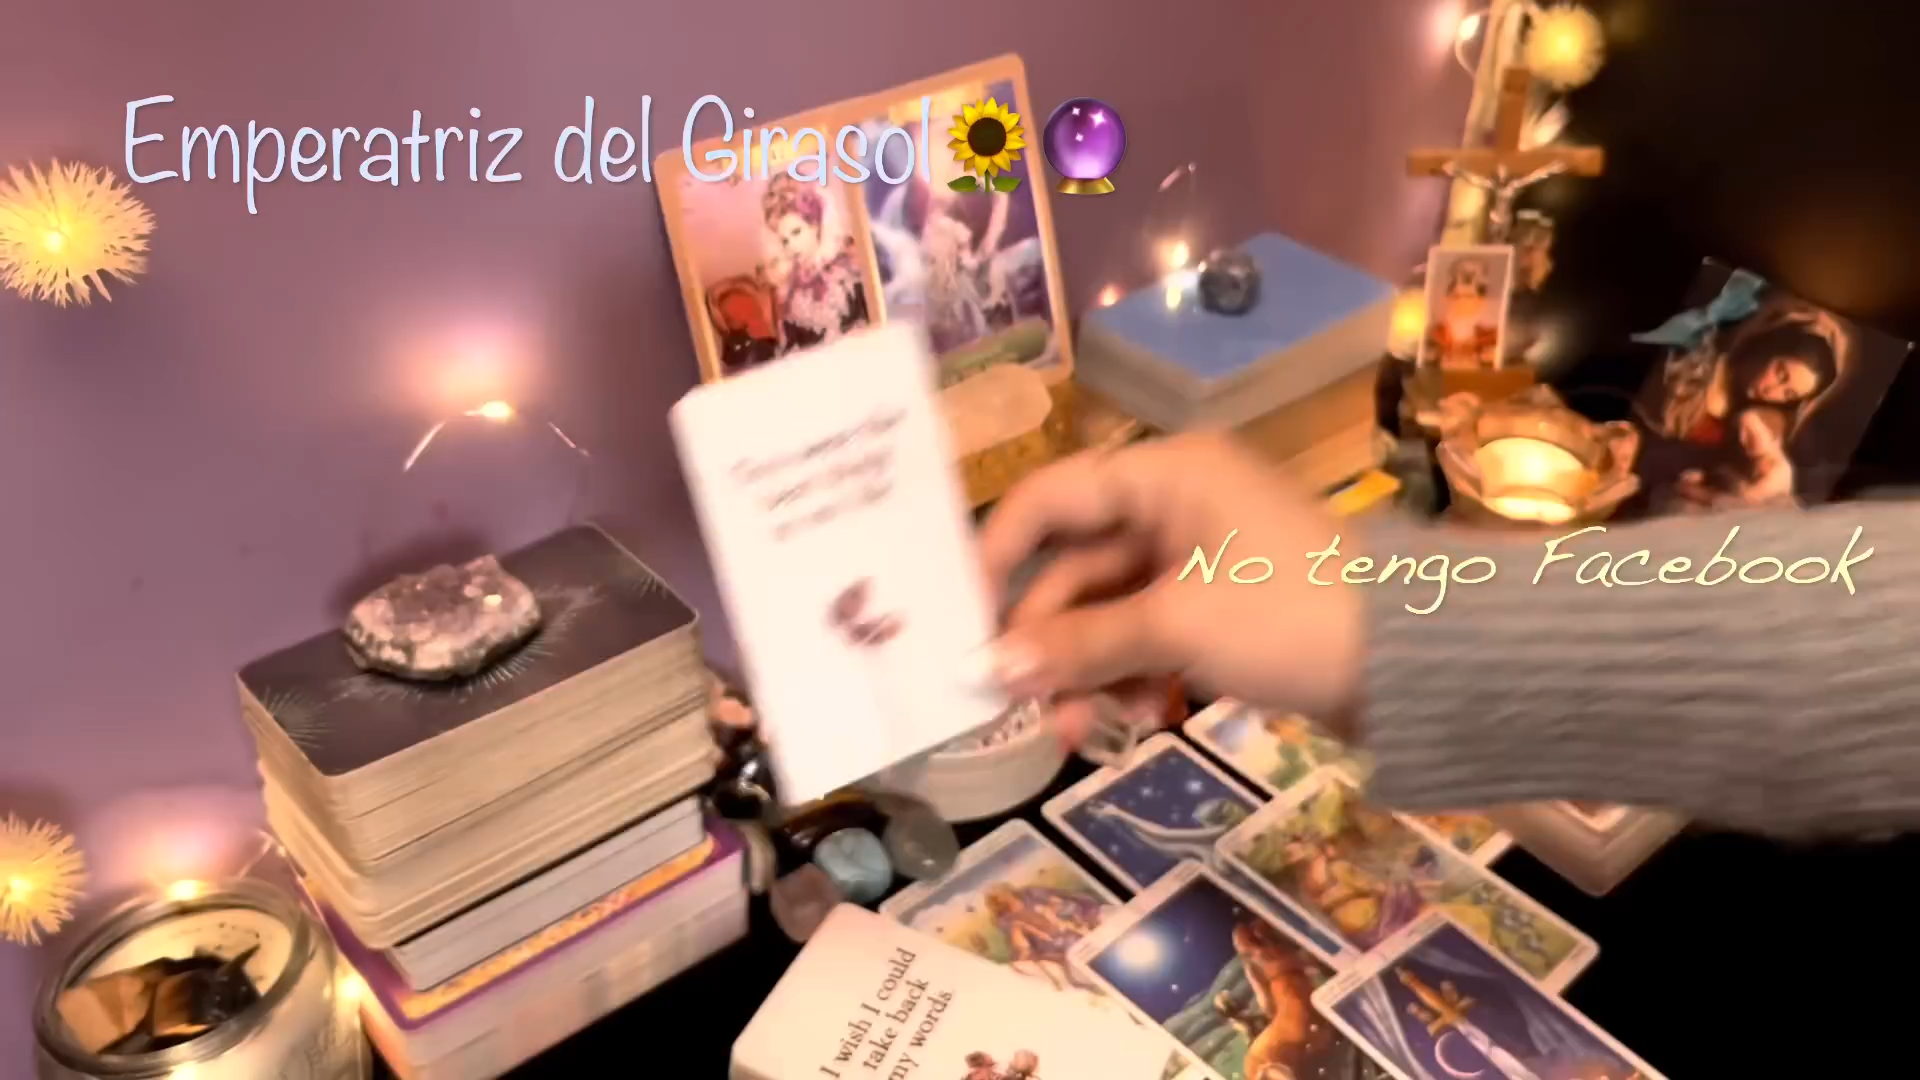 Emperatriz del Girasol🌻🔮
No tengo Facebook
I wish I could
take back
my words.